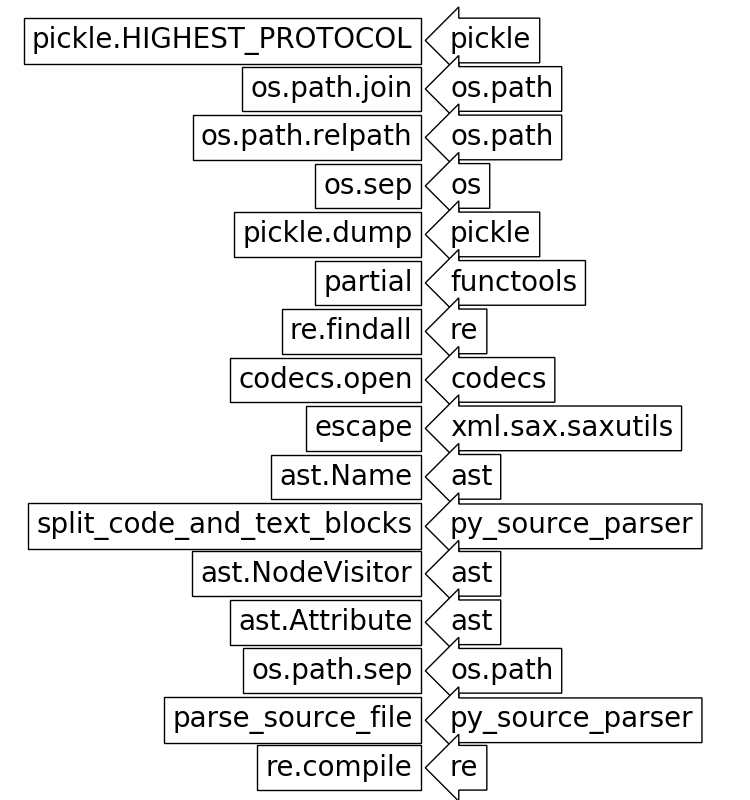 pickle.HIGHEST_PROTOCOL pickle
os.path.join os.path
os.path.relpath os.path
os.sep os
pickle.dump pickle
partial functools
re.findall re
codecs.open codecs
escape xml.sax.saxutils
ast.Name ast
split_code_and_text_blocks py_source_parser
ast.NodeVisitor ast
ast.Attribute ast
os.path.sep os.path
parse_source_file py_source_parser
re.compile re